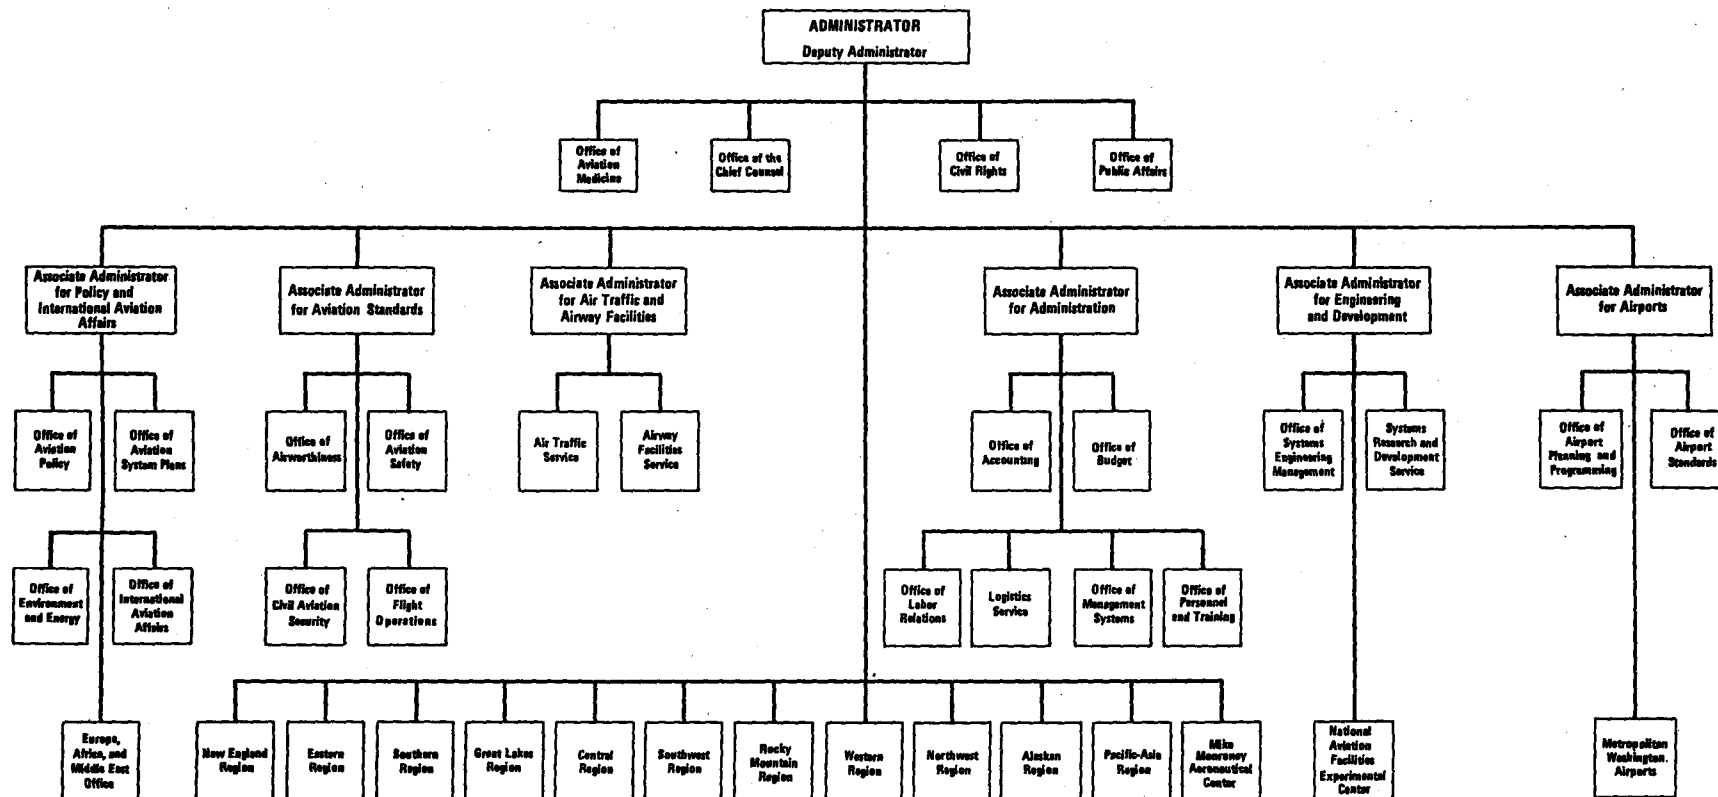 ADMINISTRATOR
Deputy Administrator
Office of
Aviation
Medicine
Office of the
Chief Counsel
Office of
Civil Rights
Office of
Public Affairs
Associate Administrator
for Policy and
International Aviation
Affairs
Associate Administrator
for Aviation Standards
Associate Administrator
for Air Traffic and
Airway Facilities
Associate Administrator
for Administration
Associate Administrator
for Engineering
and Development
Associate Administrator
for Airports
Office of
Aviation
Policy
Office of
Aviation
System Plans
Office of
Airworthiness
Office of
Aviation
Safety
Air Traffic
Service
Airway
Facilities
Service
Office of
Accounting
Office of
Budget
Office of
Systems
Engineering
Management
Systems
Research and
Development
Service
Office of
Airport
Planning and
Programming
Office of
Airport
Standards
Office of
Environment
and Energy
Office of
International
Aviation
Affairs
Office of
Civil Aviation
Security
Office of
Flight
Operations
Office of
Labor
Relations
Logistics
Service
Office of
Management
Systems
Office of
Personnel
and Training
Europe,
Africa, and
Middle East
Office
New England
Region
Eastern
Region
Southern
Region
Great Lakes
Region
Central
Region
Southwest
Region
Rocky
Mountain
Region
Western
Region
Northwest
Region
Alaskan
Region
Pacific-Asia
Region
Mike
Monroney
Aeronautical
Center
National
Aviation
Facilities
Experimental
Center
Metropolitan
Washington.
Airports